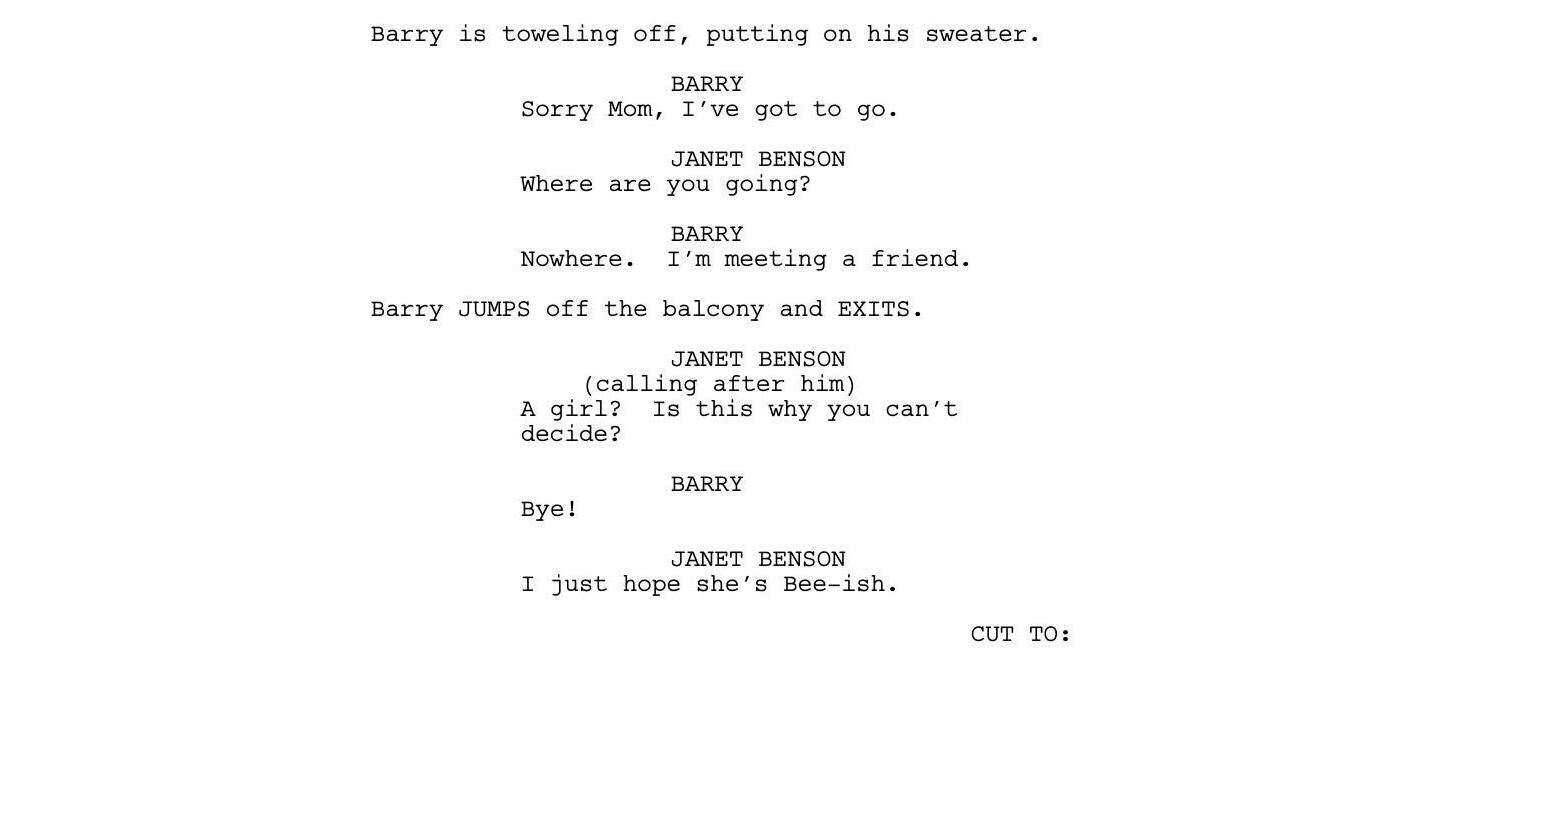 Barry is toweling off, putting on his sweater.
BARRY
Sorry Mom, I’ve got to go.
JANET BENSON
Where are you going?
BARRY
Nowhere.  I’m meeting a friend.
Barry JUMPS off the balcony and EXITS.
JANET BENSON
(calling after him)
A girl?  Is this why you can’t
decide?
BARRY
Bye!
JANET BENSON
I just hope she’s Bee-ish.
CUT TO: